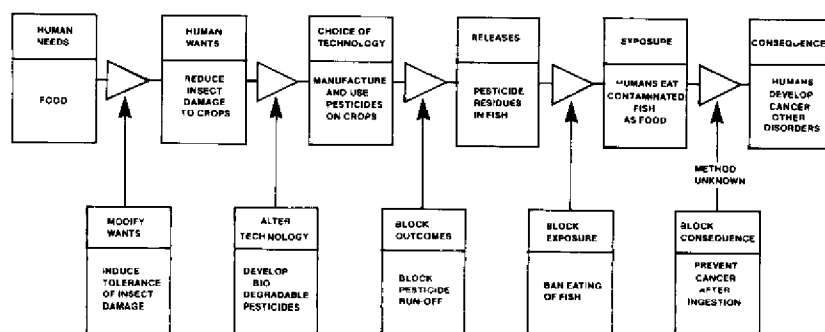 HUMAN
NEEDS
FOOD
HUMAN
WANTS
REDUCE
INSECT
DAMAGE
TO CROPS
CHOICE OF
TECHNOLOGY
MANUFACTURE
AND USE
PESTICIDES
ON CROPS
RELEASES
PESTICIDE
RESIDUES
IN FISH
EXPOSURE
HUMANS EAT
CONTAMINATED
FISH
AS FOOD
CONSEQUENCE
HUMANS
DEVELOP
CANCER
OTHER
DISORDERS
METHOD
UNKNOWN
MODIFY
WANTS
INDUCE
TOLERANCE
OF INSECT
DAMAGE
ALTER
TECHNOLOGY
DEVELOP
BIO
DEGRADABLE
PESTICIDES
BLOCK
OUTCOMES
BLOCK
PESTICIDE
RUN-OFF
BLOCK
EXPOSURE
BAN EATING
OF FISH
BLOCK
CONSEQUENCE
PREVENT
CANCER
AFTER
INGESTION